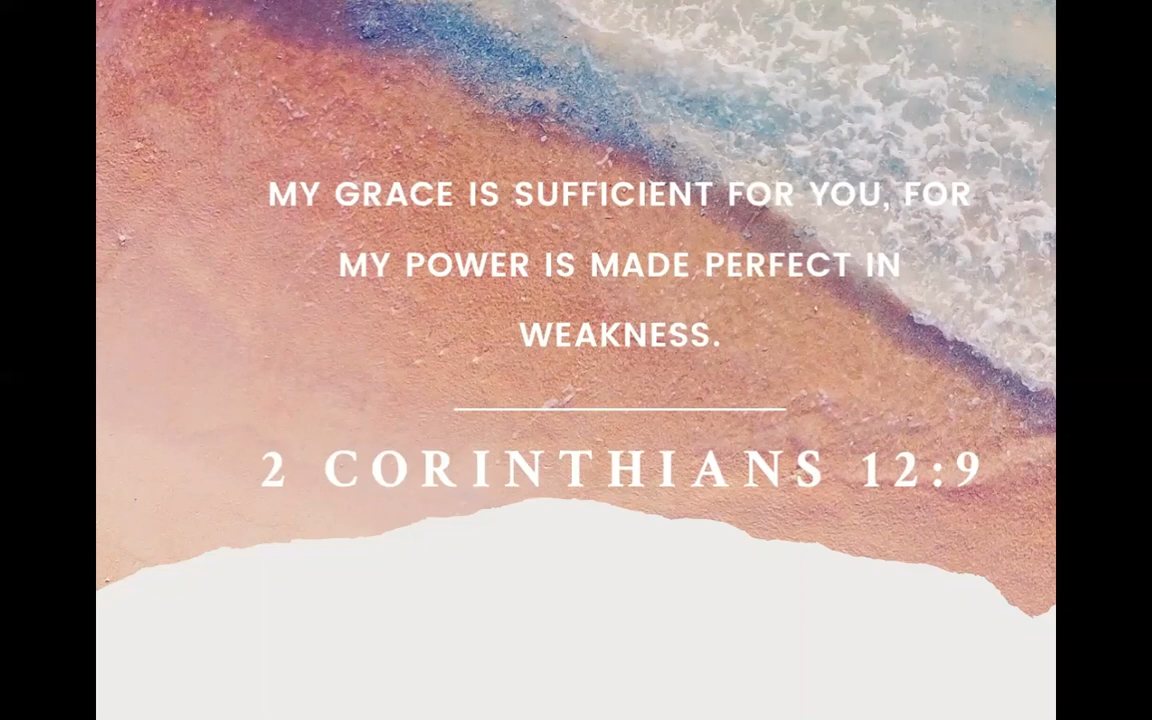 MY GRACE IS SUFFICIENT FOR YOU, FOR
MY POWER IS MADE PERFECT IN
WEAKNESS.
2 CORINTHIANS 12:9